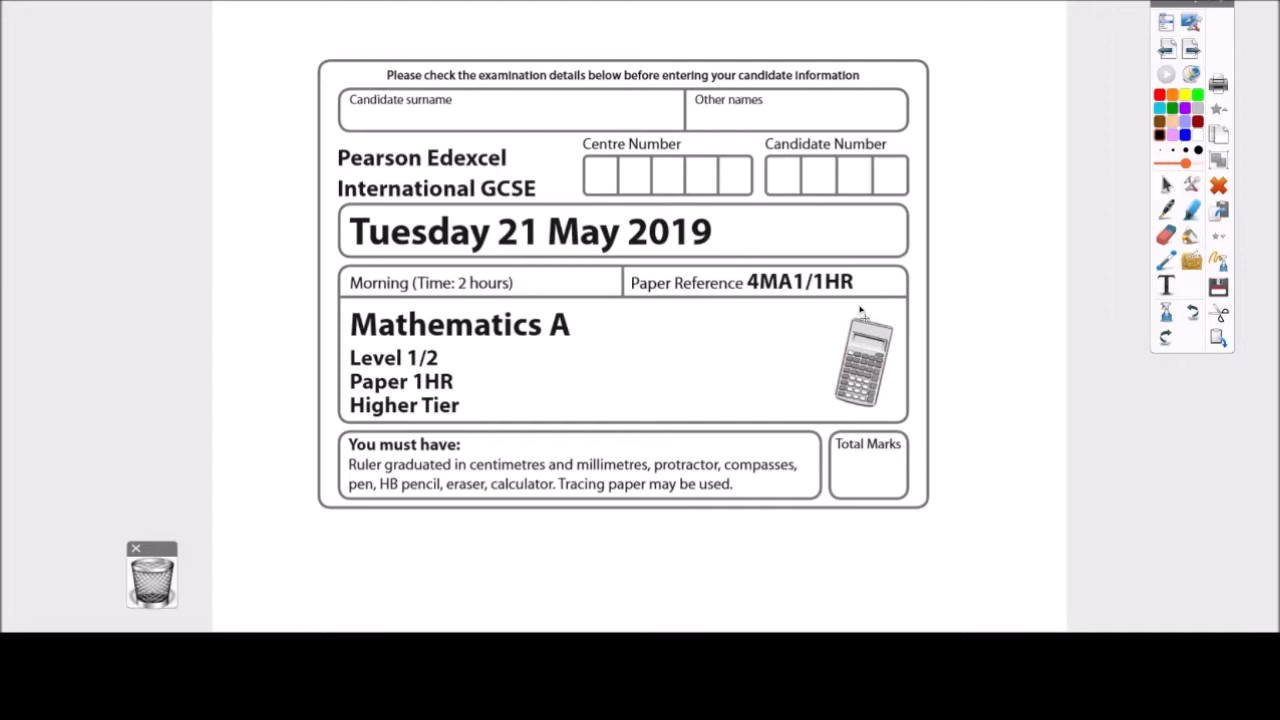 Please check the examination details below before entering your candidate information
Candidate surname
Other names
Centre Number
Candidate Number
Pearson Edexcel
International GCSE
Tuesday 21 May 2019
Morning (Time: 2 hours)
Paper Reference 4MA1/1HR
Mathematics A
Level 1/2
Paper 1HR
Higher Tier
You must have:
Ruler graduated in centimetres and millimetres, protractor, compasses,
pen, HB pencil, eraser, calculator. Tracing paper may be used.
Total Marks
T